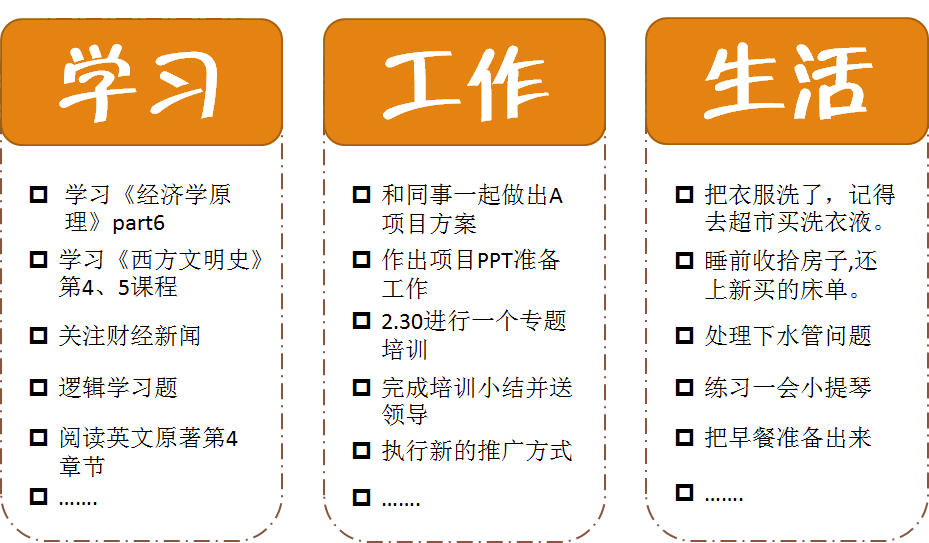 学习
学习《经济学原
理》part6
学习《西方文明史》
第4、5课程
关注财经新闻
逻辑学习题
阅读英文原著第4
章节
…….
工作
和同事一起做出A
项目方案
作出项目PPT准备
工作
2.30进行一个专题
培训
完成培训小结并送
领导
执行新的推广方式
…….
生活
把衣服洗了，记得
去超市买洗衣液。
睡前收拾房子,还
上新买的床单。
处理下水管问题
练习一会小提琴
把早餐准备出来
…….